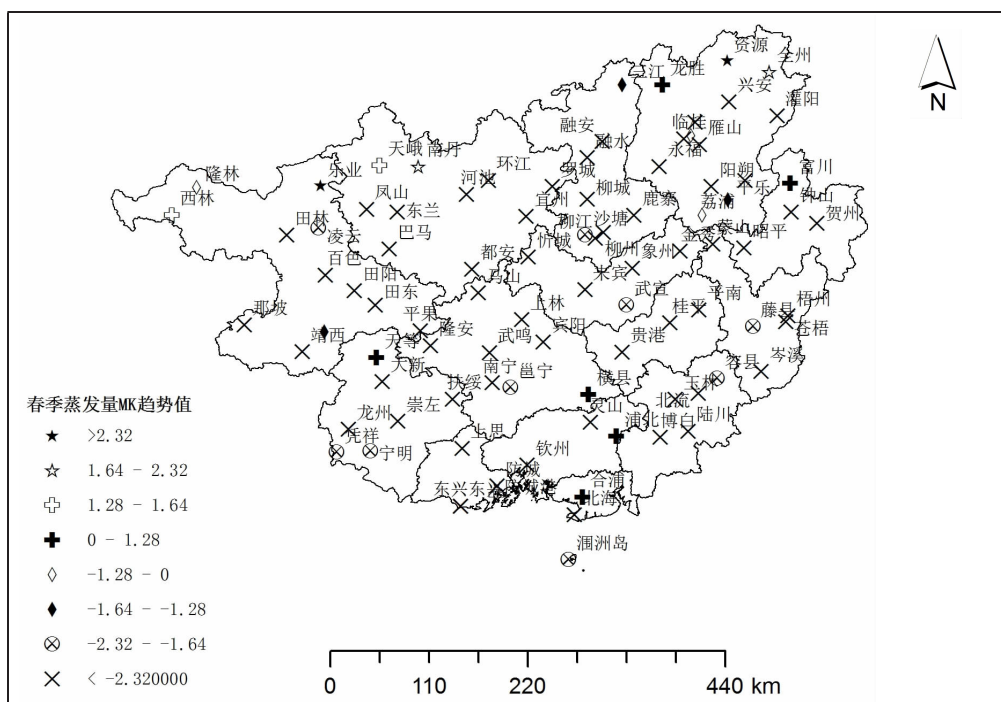 资源
全州
三江
龙胜
兴安
灌阳
融安
融水
临桂
雁山
永福
天峨
南丹
环江
罗城
阳朔
平乐
富川
隆林
乐业
河池
柳城
鹿寨
荔浦
钟山
西林
凤山
东兰
宜州
贺州
田林
凌云
巴马
柳江
沙塘
柳州
蒙山
昭平
百色
都安
忻城
象州
金秀
田阳
马山
来宾
田东
武宣
平南
那坡
平果
上林
桂平
藤县
梧州
苍梧
靖西
天等
隆安
武鸣
宾阳
贵港
大新
南宁
邕宁
横县
玉林
容县
岑溪
扶绥
春季蒸发量MK趋势值
龙州
崇左
灵山
北流
凭祥
宁明
上思
浦北
博白
陆川
钦州
防城
防城港
东兴
合浦
北海
涠洲岛
>2.32
1.64 - 2.32
1.28 - 1.64
0 - 1.28
-1.28 - 0
-1.64 - -1.28
-2.32 - -1.64
< -2.320000
0 110 220 440 km
N